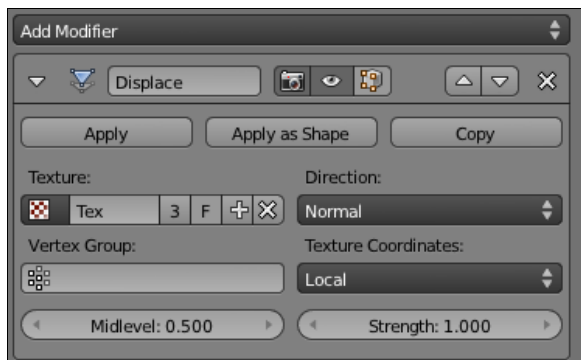 Add Modifier
Displace
Apply Apply as Shape Copy
Texture: Direction:
Tex 3 F Normal
Vertex Group: Texture Coordinates:
Local
Midlevel: 0.500 Strength: 1.000